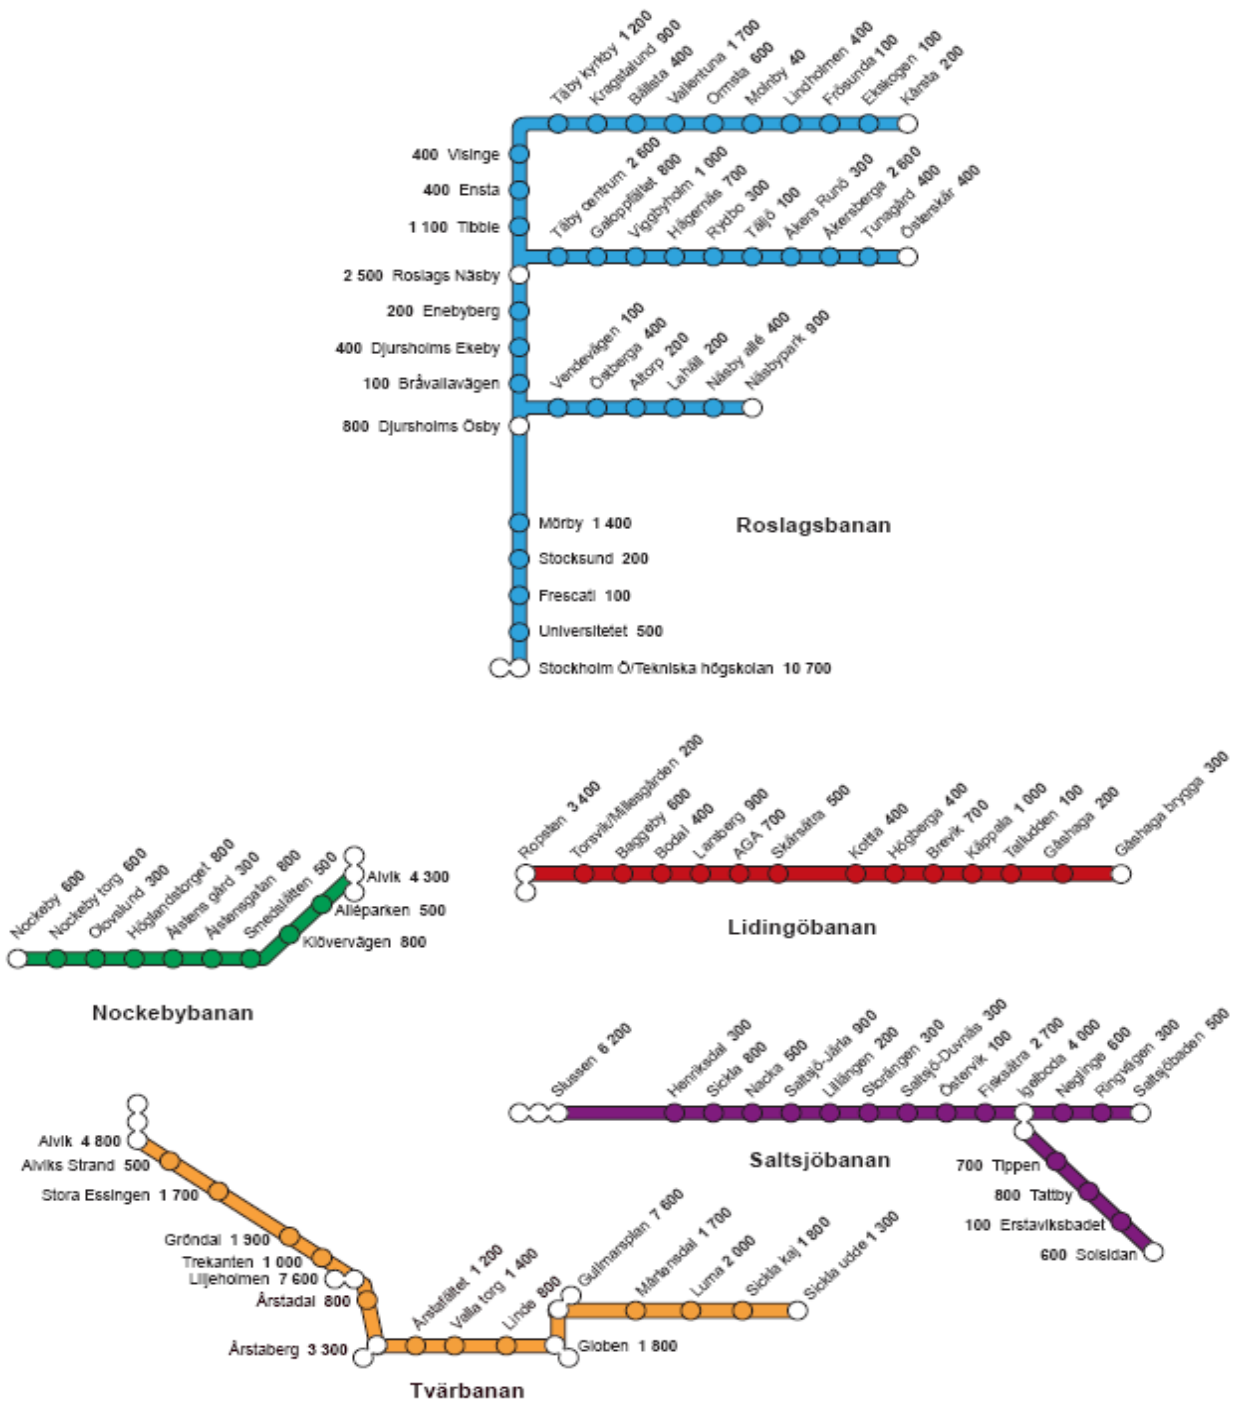 Täby kyrkby 1 200
Kragstalund 900
Bällsta 400
Vallentuna 1 700
Ormsta 600
Molnby 40
Lindholmen 400
Frösunda 100
Ekskogen 100
Kårsta 200
400 Visinge
400 Ensta
1 100 Tibble
Täby centrum 2 600
Galoppfältet 800
Viggbyholm 1 000
Hägernäs 700
Rydbo 300
Täljö 100
Åkers Runö 300
Åkersberga 2 600
Tunagård 400
Österskär 400
2 500 Roslags Näsby
200 Enebyberg
400 Djursholms Ekeby
100 Bråvallavägen
Vendevägen 100
Östberga 400
Altorp 200
Lahäll 200
Näsby allé 400
Näsbypark 900
800 Djursholms Ösby
Mörby 1 400
Roslagsbanan
Stocksund 200
Frescati 100
Universitetet 500
Stockholm Ö/Tekniska högskolan 10 700
Ropsten 3 400
Torsvik/Millesgården 200
Baggeby 600
Bodal 400
Larsberg 900
AGA 700
Skärsätra 500
Kottla 400
Högberga 400
Brevik 700
Käppala 1 000
Talludden 100
Gåshaga 200
Gåshaga brygga 300
Lidingöbanan
Nockeby 600
Nockeby torg 600
Olovslund 300
Höglandstorget 800
Ålstens gård 300
Ålstensgatan 800
Smedslätten 500
Alvik 4 300
Alléparken 500
Klövervägen 800
Nockebybanan
Slussen 6 200
Henriksdal 300
Sickla 800
Nacka 500
Saltsjö-Järla 900
Lillängen 200
Storängen 300
Saltsjö-Duvnäs 300
Östervik 100
Fisksätra 2 700
Igelboda 4 000
Neglinge 600
Ringvägen 300
Saltsjöbaden 500
700 Tippen
800 Tattby
100 Erstaviksbadet
600 Solsidan
Saltsjöbanan
Alvik 4 800
Alviks Strand 500
Stora Essingen 1 700
Gröndal 1 900
Trekanten 1 000
Liljeholmen 7 600
Årstadal 800
Årstaberg 3 300
Årstafältet 1 200
Valla torg 1 400
Linde 800
Globen 1 800
Gullmarsplan 7 600
Mårtensdal 1 700
Luma 2 000
Sickla kaj 1 800
Sickla udde 1 300
Tvärbanan